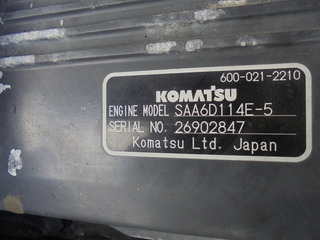 600-021-2210
KOMATSU
ENGINE MODEL SAA6D114E-5
SERIAL NO. 26902847
Komatsu Ltd. Japan